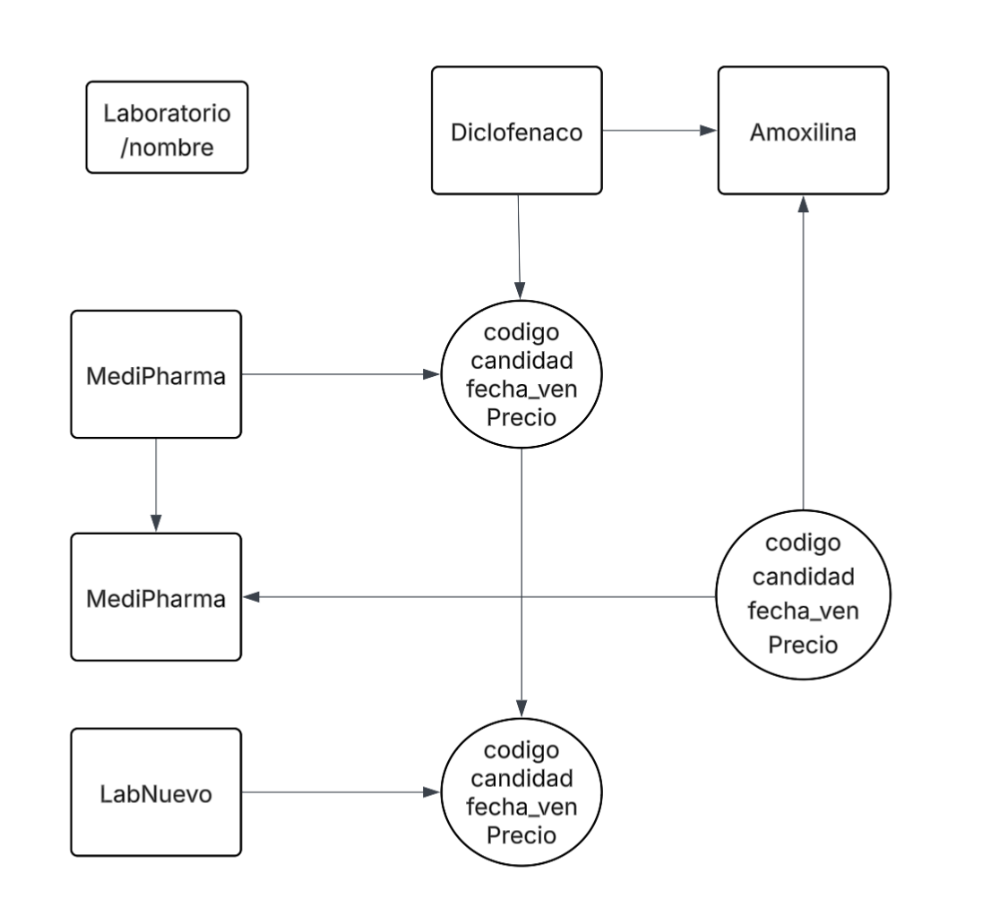 Laboratorio
/nombre
Diclofenaco
Amoxilina
MediPharma
codigo
candidad
fecha_ven
Precio
MediPharma
codigo
candidad
fecha_ven
Precio
LabNuevo
codigo
candidad
fecha_ven
Precio